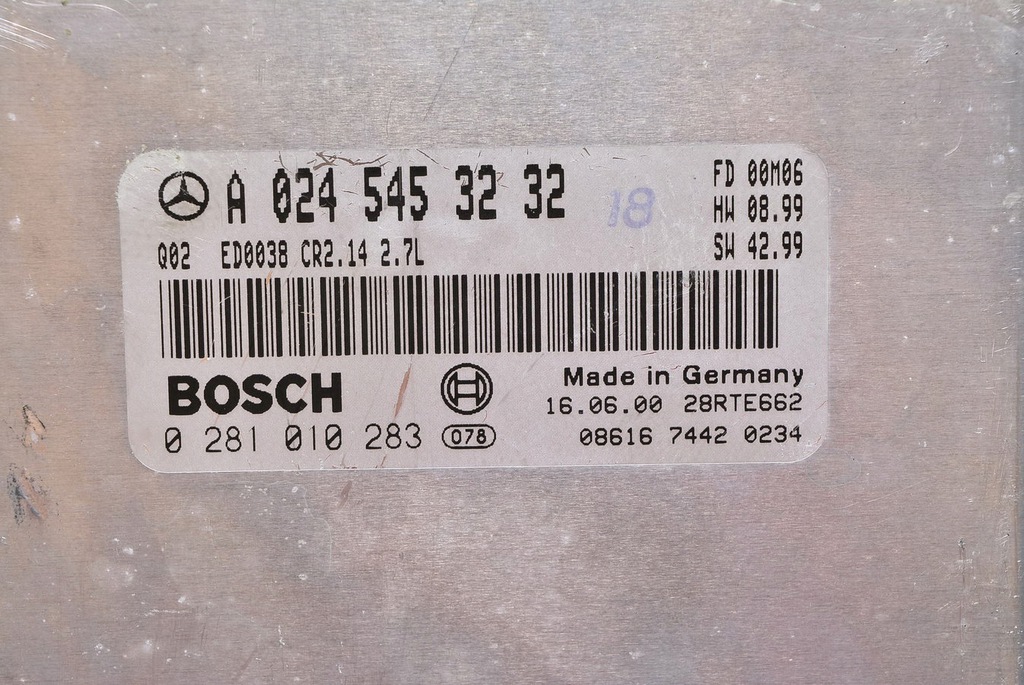 A 024 545 32 32
18
FD 00M06
HW 08.99
SW 42.99
Q02 ED0038 CR2.14 2.7L
BOSCH
Made in Germany
16.06.00 28RTE662
0 281 010 283 078
08616 7442 0234